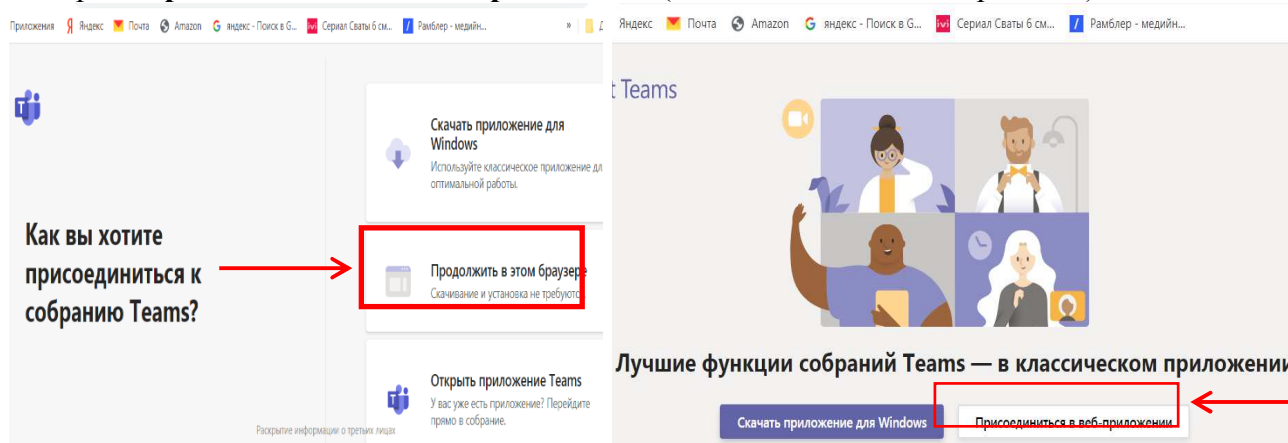 Приложения Яндекс Почта Amazon яндекс - Поиск в G... Сериал Сваты 6 см... Рамблер - медийн... »
Как вы хотите
присоединиться к
собранию Teams?
Скачать приложение для
Windows
Используйте классическое приложение дл
оптимальной работы.
Продолжить в этом браузере
Скачивание и установка не требуютс
Открыть приложение Teams
У вас уже есть приложение? Перейдите
прямо в собрание.
Раскрытие информации о третьих лицах
Яндекс Почта Amazon яндекс - Поиск в G... ivi Сериал Сваты 6 см... Рамблер - медийн...
t Teams
Лучшие функции собраний Teams — в классическом приложении
Скачать приложение для Windows
Присоединиться в веб-приложении